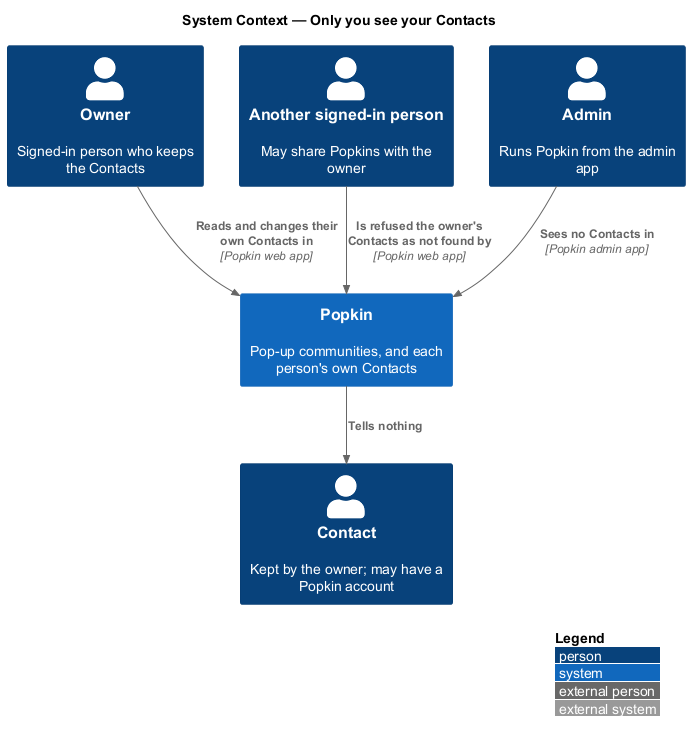 System Context — Only you see your Contacts
Owner
Signed-in person who keeps
the Contacts
Another signed-in person
May share Popkins with the
owner
Admin
Runs Popkin from the admin
app
Reads and changes their
own Contacts in
[Popkin web app]
Is refused the owner's
Contacts as not found by
[Popkin web app]
Sees no Contacts in
[Popkin admin app]
Popkin
Pop-up communities, and each
person's own Contacts
Tells nothing
Contact
Kept by the owner; may have a
Popkin account
Legend
person
system
external person
external system